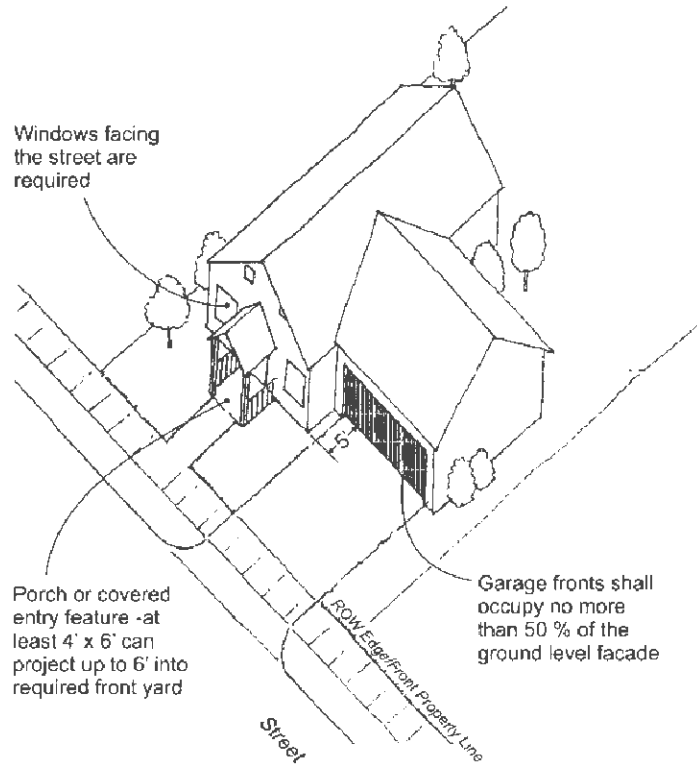 Windows facing
the street are
required
5'
Porch or covered
entry feature -at
least 4' x 6' can
project up to 6' into
required front yard
Garage fronts shall
occupy no more
than 50 % of the
ground level facade
ROW Edge/Front Property Line
Street